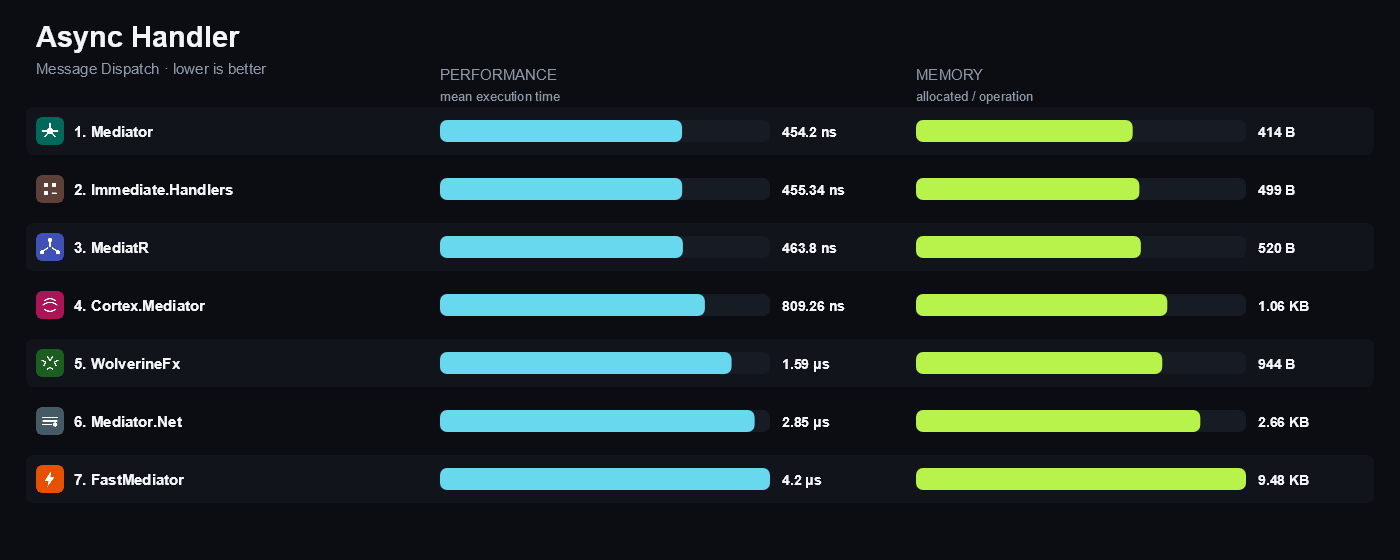 Async Handler
Message Dispatch · lower is better
PERFORMANCE
mean execution time
MEMORY
allocated / operation
1. Mediator 454.2 ns 414 B
2. Immediate.Handlers 455.34 ns 499 B
3. MediatR 463.8 ns 520 B
4. Cortex.Mediator 809.26 ns 1.06 KB
5. WolverineFx 1.59 µs 944 B
6. Mediator.Net 2.85 µs 2.66 KB
7. FastMediator 4.2 µs 9.48 KB